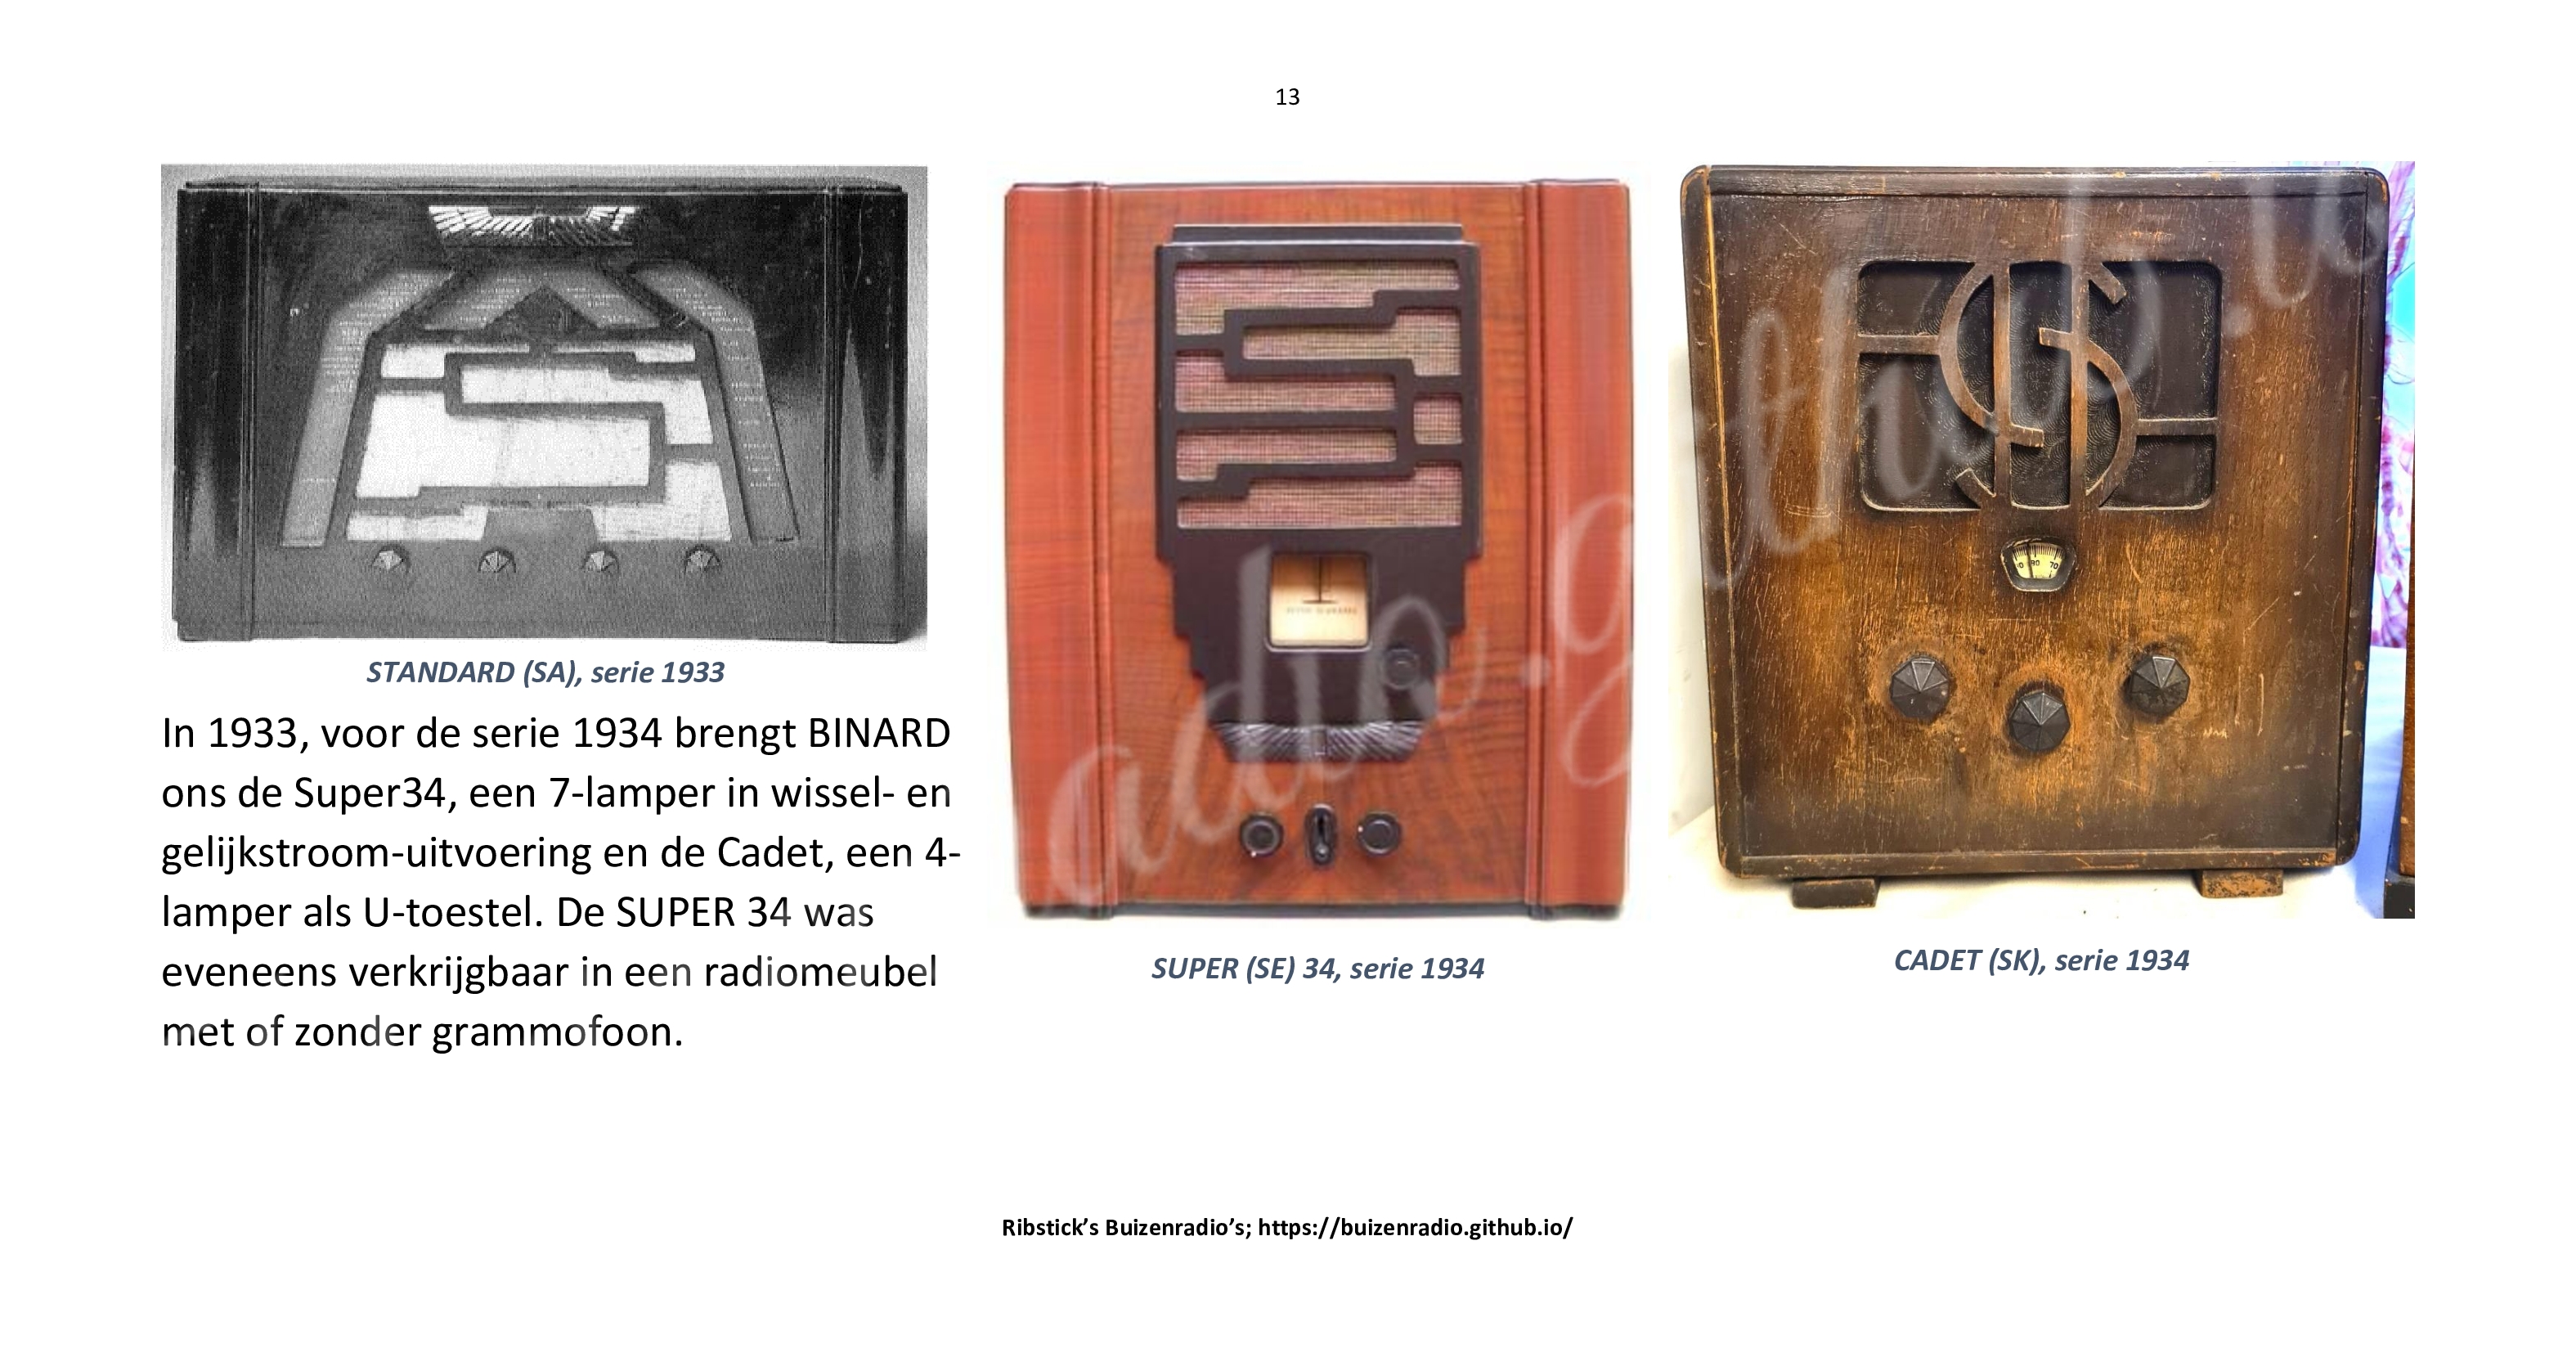 13
STANDARD (SA), serie 1933
In 1933, voor de serie 1934 brengt BINARD
ons de Super34, een 7-lamper in wissel- en
gelijkstroom-uitvoering en de Cadet, een 4-
lamper als U-toestel. De SUPER 34 was
eveneens verkrijgbaar in een radiomeubel
met of zonder grammofoon.
SUPER (SE) 34, serie 1934
CADET (SK), serie 1934
Ribstick’s Buizenradio’s; https://buizenradio.github.io/